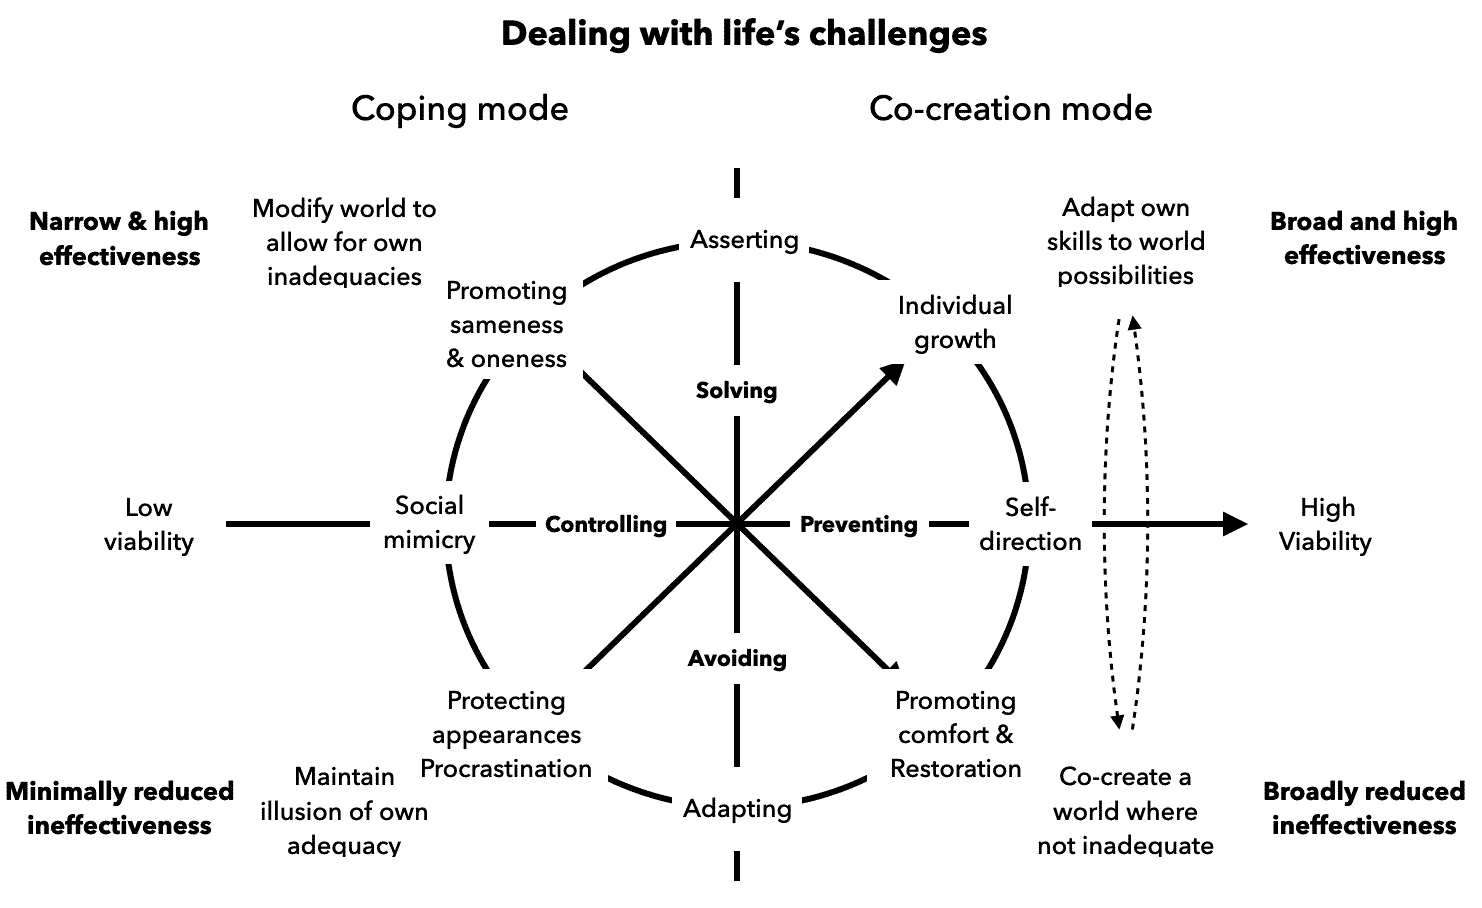 Dealing with life's challenges
Coping mode
Co-creation mode
Narrow & high
effectiveness
Modify world to
allow for own
inadequacies
Asserting
Adapt own
skills to world
possibilities
Broad and high
effectiveness
Promoting
sameness
& oneness
Individual
growth
Solving
Low
viability
Social
mimicry
Controlling
Preventing
Self-
direction
High
Viability
Avoiding
Protecting
appearances
Procrastination
Promoting
comfort &
Restoration
Minimally reduced
ineffectiveness
Maintain
illusion of own
adequacy
Adapting
Co-create a
world where
not inadequate
Broadly reduced
ineffectiveness